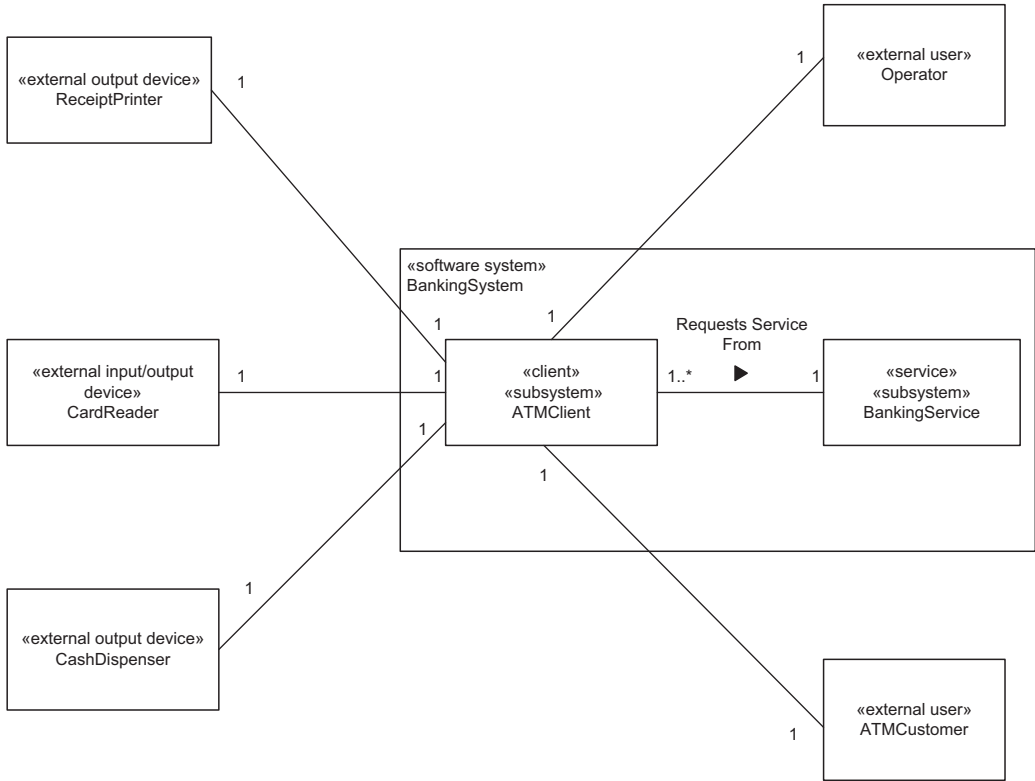 «external output device»
ReceiptPrinter
1
1
«external user»
Operator
«software system»
BankingSystem
1
1
Requests Service
From
«external input/output
device»
CardReader
1
1
«client»
«subsystem»
ATMClient
1..*
1
«service»
«subsystem»
BankingService
1
1
1
«external output device»
CashDispenser
1
«external user»
ATMCustomer